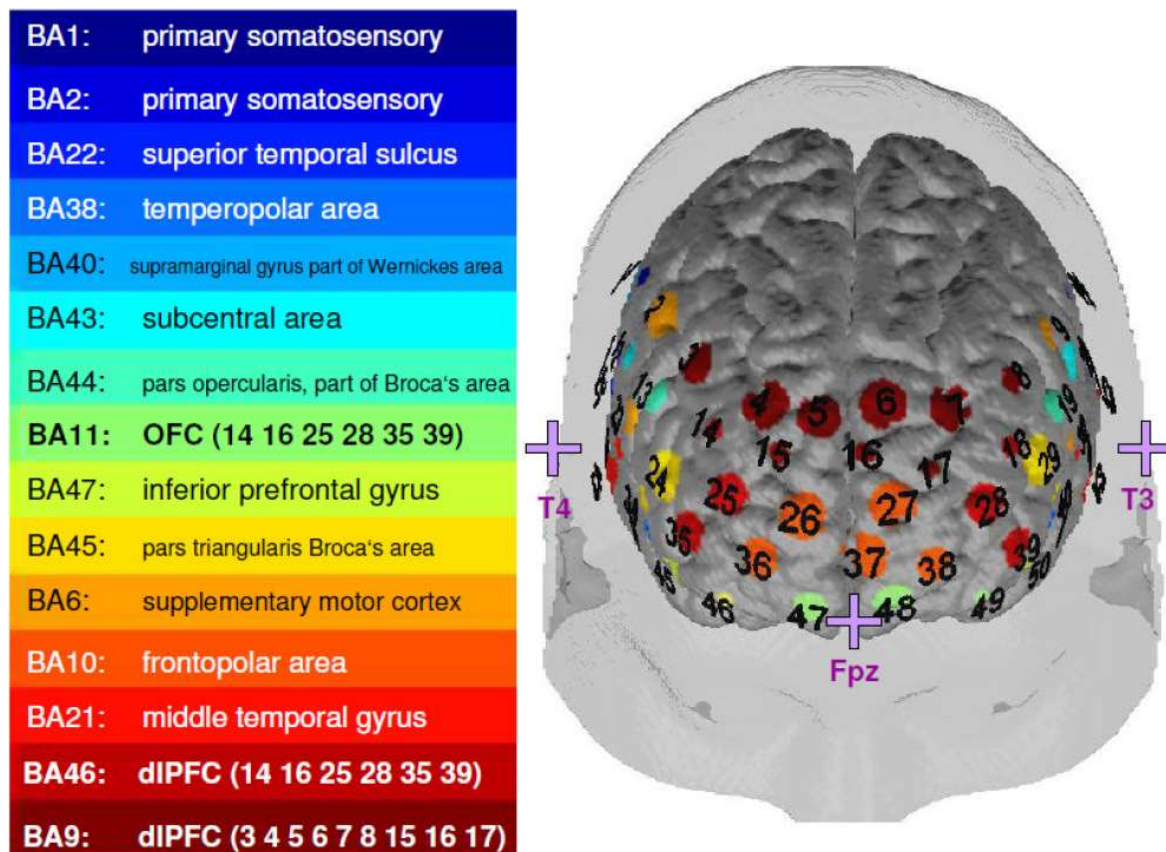 BA1: primary somatosensory
BA2: primary somatosensory
BA22: superior temporal sulcus
BA38: temperopolar area
BA40: supramarginal gyrus part of Wernickes area
BA43: subcentral area
BA44: pars opercularis, part of Broca's area
BA11: OFC (14 16 25 28 35 39)
BA47: inferior prefrontal gyrus
BA45: pars triangularis Broca's area
BA6: supplementary motor cortex
BA10: frontopolar area
BA21: middle temporal gyrus
BA46: dlPFC (14 16 25 28 35 39)
BA9: dlPFC (3 4 5 6 7 8 15 16 17)
2
3 8
4 5 6 7
13 14 15 16 17 18 19
24 25 26 27 28 29
35 36 37 38 39
45 46 47 48 49 50
T4
T3
Fpz